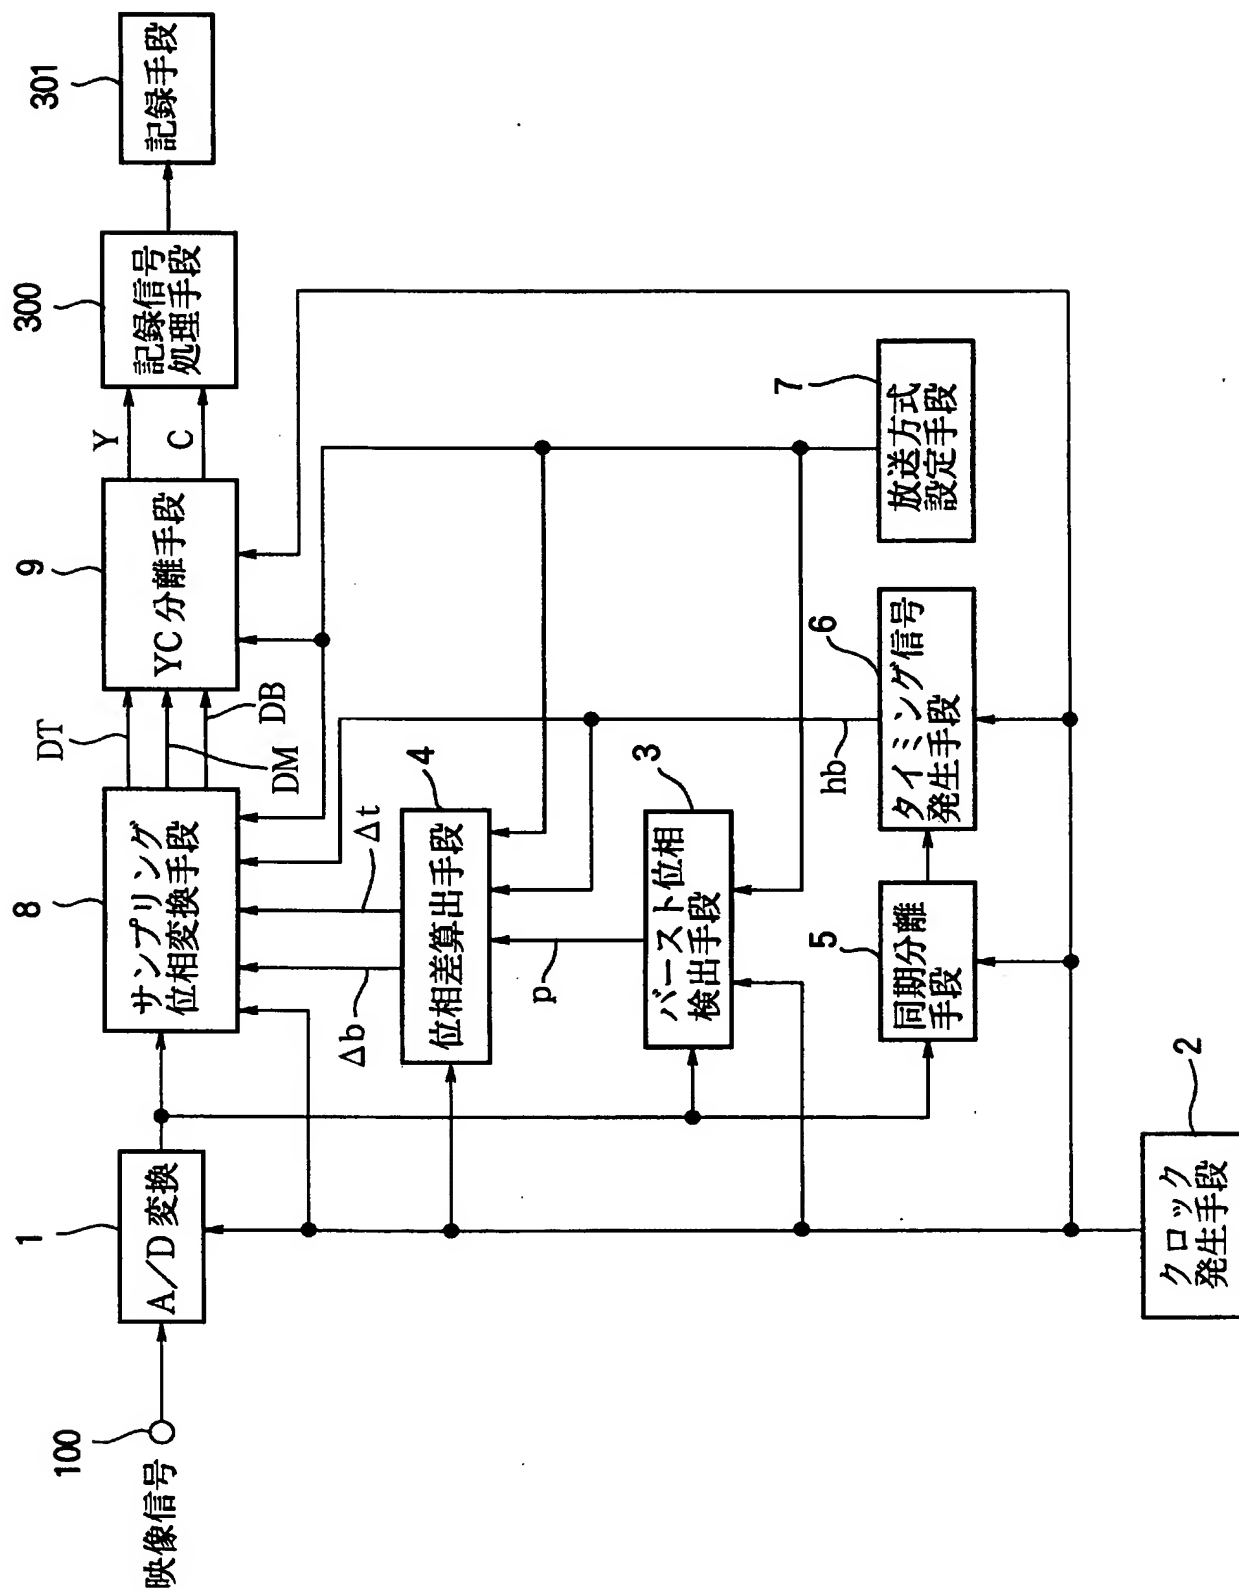 映像信号
100
1
A/D変換
8
サンプリング
位相変換手段
DT
DM
DB
9
YC分離手段
Y
C
300
記録信号
処理手段
301
記録手段
Δb
Δt
4
位相差算出手段
p
3
バースト位相
検出手段
5
同期分離
手段
hb
6
タイミング信号
発生手段
7
放送方式
設定手段
2
クロック
発生手段